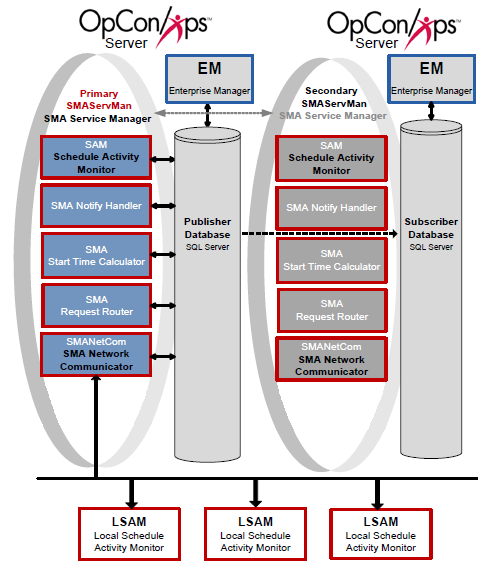 OpCon/xps™
Server
EM
Enterprise Manager
Primary
SMAServMan
SMA Service Manager
SAM
Schedule Activity
Monitor
SMA Notify Handler
SMA
Start Time Calculator
SMA
Request Router
SMANetCom
SMA Network
Communicator
Publisher
Database
SQL Server
OpCon/xps™
Server
EM
Enterprise Manager
Secondary
SMAServMan
SMA Service Manager
SAM
Schedule Activity
Monitor
SMA Notify Handler
SMA
Start Time Calculator
SMA
Request Router
SMANetCom
SMA Network
Communicator
Subscriber
Database
SQL Server
LSAM
Local Schedule
Activity Monitor
LSAM
Local Schedule
Activity Monitor
LSAM
Local Schedule
Activity Monitor